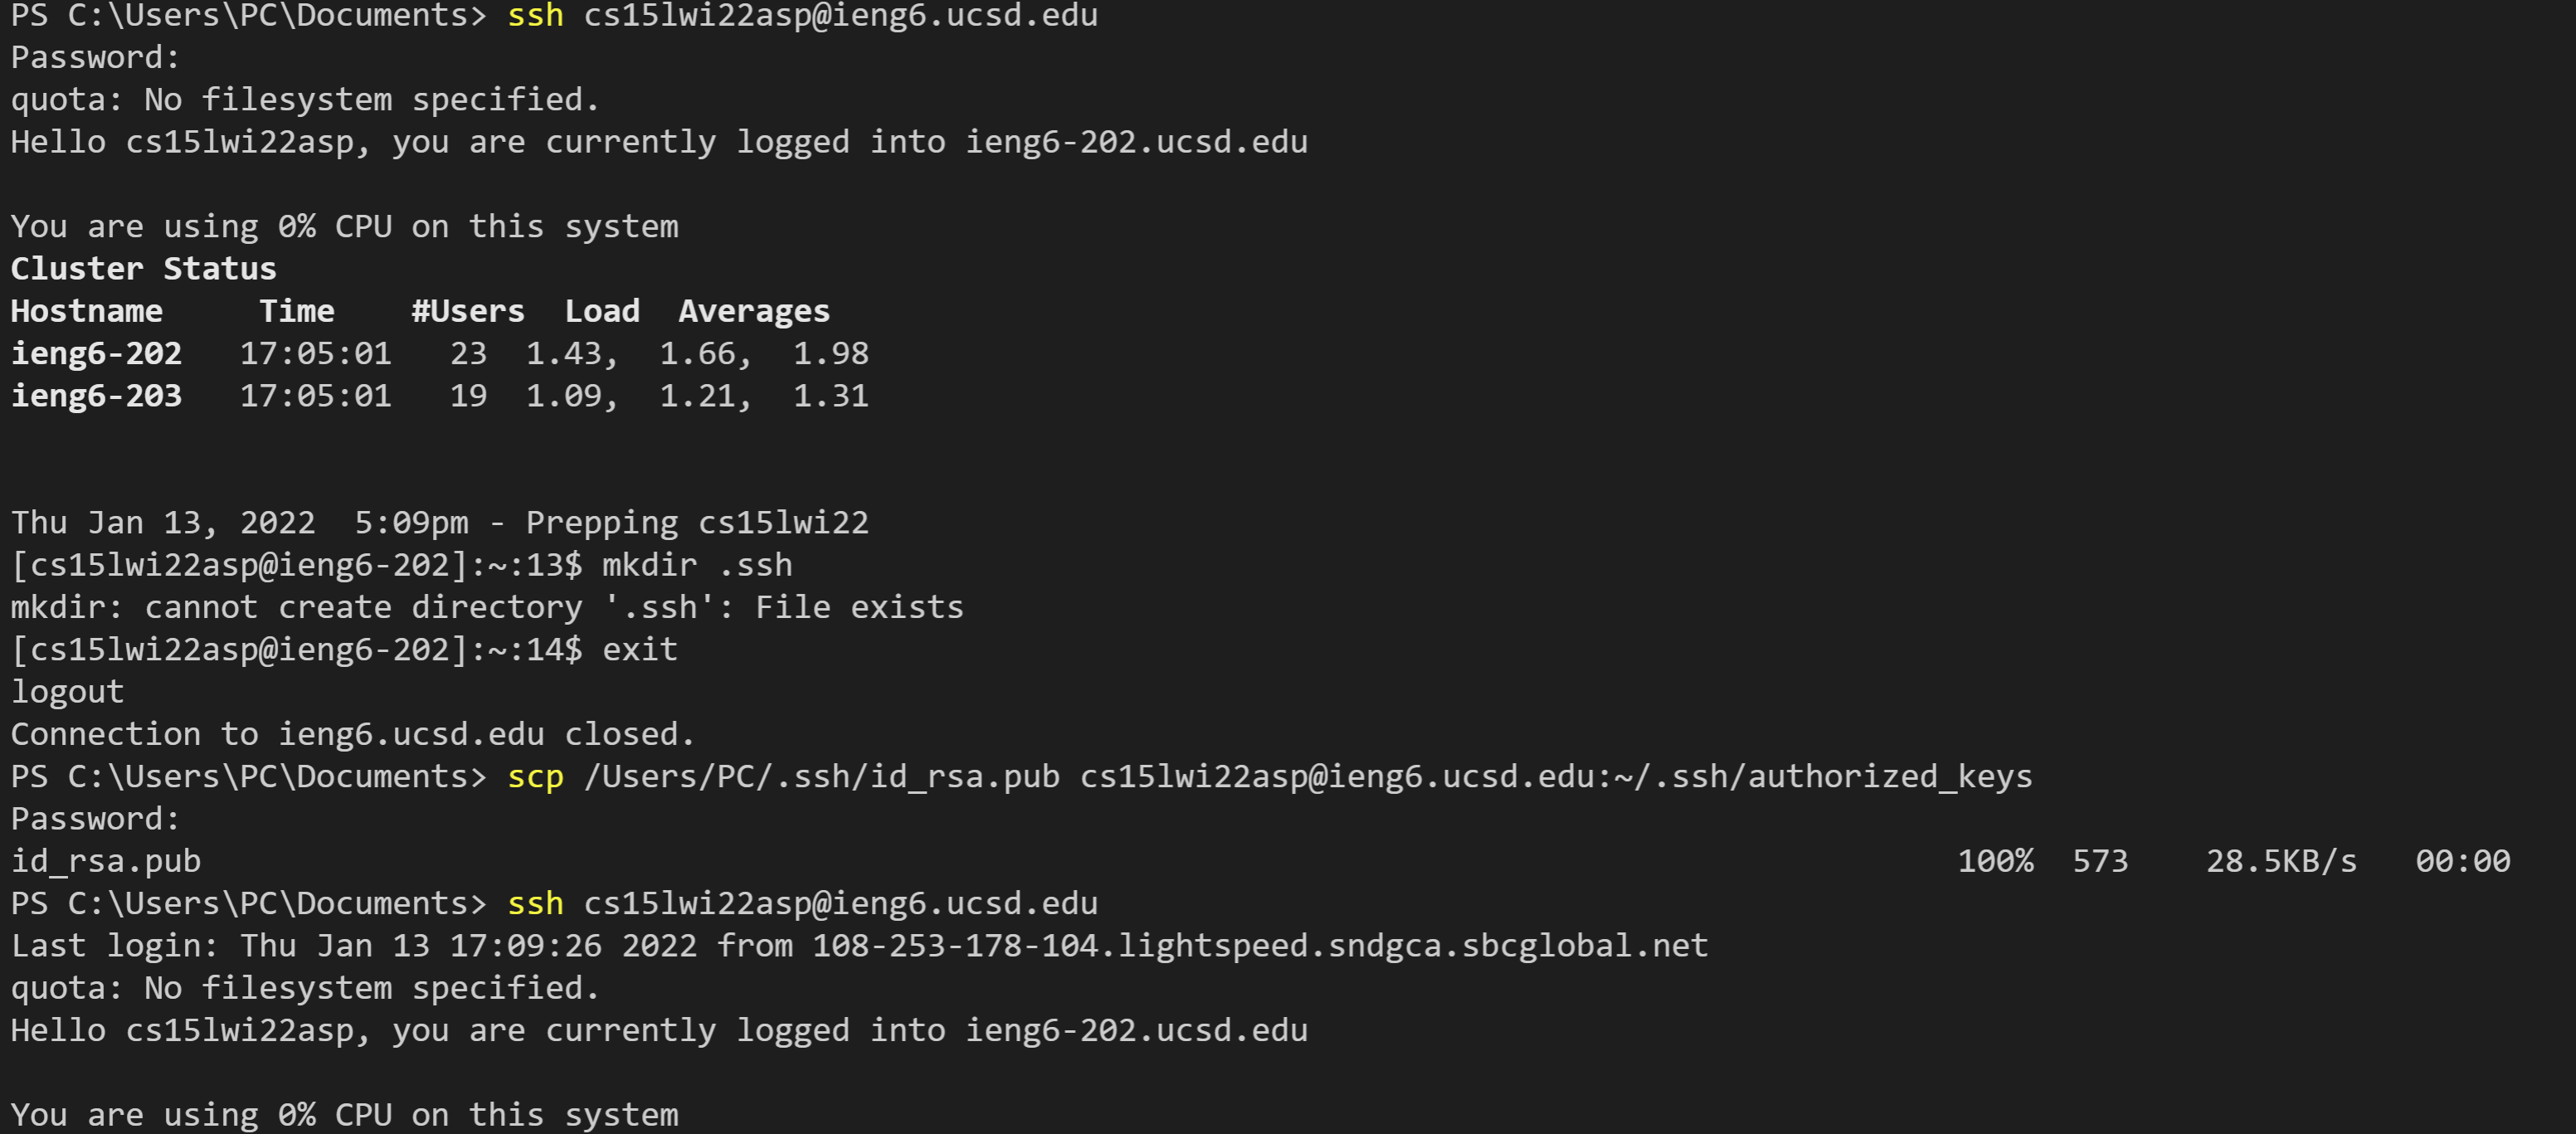 PS C:\Users\PC\Documents> ssh cs15lwi22asp@ieng6.ucsd.edu
Password:
quota: No filesystem specified.
Hello cs15lwi22asp, you are currently logged into ieng6-202.ucsd.edu
You are using 0% CPU on this system
Cluster Status
Hostname     Time    #Users  Load  Averages
ieng6-202   17:05:01   23  1.43,  1.66,  1.98
ieng6-203   17:05:01   19  1.09,  1.21,  1.31
Thu Jan 13, 2022  5:09pm - Prepping cs15lwi22
[cs15lwi22asp@ieng6-202]:~:13$ mkdir .ssh
mkdir: cannot create directory '.ssh': File exists
[cs15lwi22asp@ieng6-202]:~:14$ exit
logout
Connection to ieng6.ucsd.edu closed.
PS C:\Users\PC\Documents> scp /Users/PC/.ssh/id_rsa.pub cs15lwi22asp@ieng6.ucsd.edu:~/.ssh/authorized_keys
Password:
id_rsa.pub    100%  573    28.5KB/s   00:00
PS C:\Users\PC\Documents> ssh cs15lwi22asp@ieng6.ucsd.edu
Last login: Thu Jan 13 17:09:26 2022 from 108-253-178-104.lightspeed.sndgca.sbcglobal.net
quota: No filesystem specified.
Hello cs15lwi22asp, you are currently logged into ieng6-202.ucsd.edu
You are using 0% CPU on this system